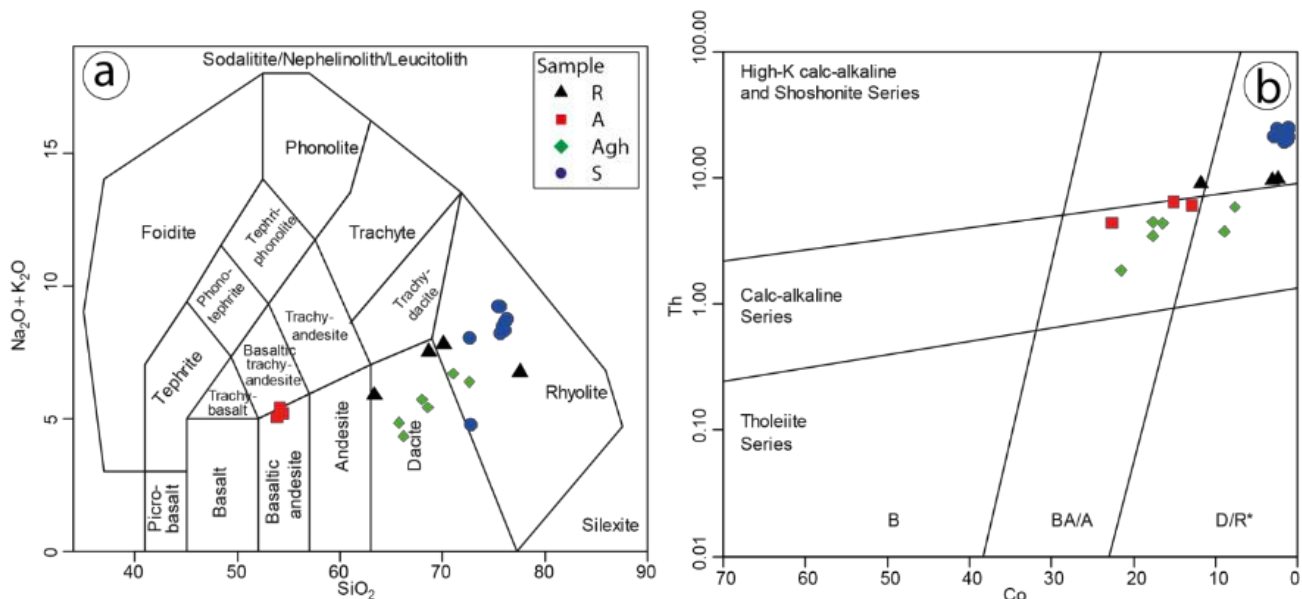 a
Sodalitite/Nephelinolith/Leucitolith
Sample
R
A
Agh
S
Phonolite
Foidite
Tephri-
phonolite
Trachyte
Phono-
tephrite
Trachy-
dacite
Trachy-
andesite
Tephrite
Basaltic
trachy-
andesite
Trachy-
basalt
Rhyolite
Picro-
basalt
Basalt
Basaltic
andesite
Andesite
Dacite
Silexite
Na2O+ K2O
0
5
10
15
40
50
60
70
80
90
SiO2
b
High-K calc-alkaline
and Shoshonite Series
Calc-alkaline
Series
Tholeiite
Series
B
BA/A
D/R*
Th
100.00
10.00
1.00
0.10
0.01
70
60
50
40
30
20
10
0
Co